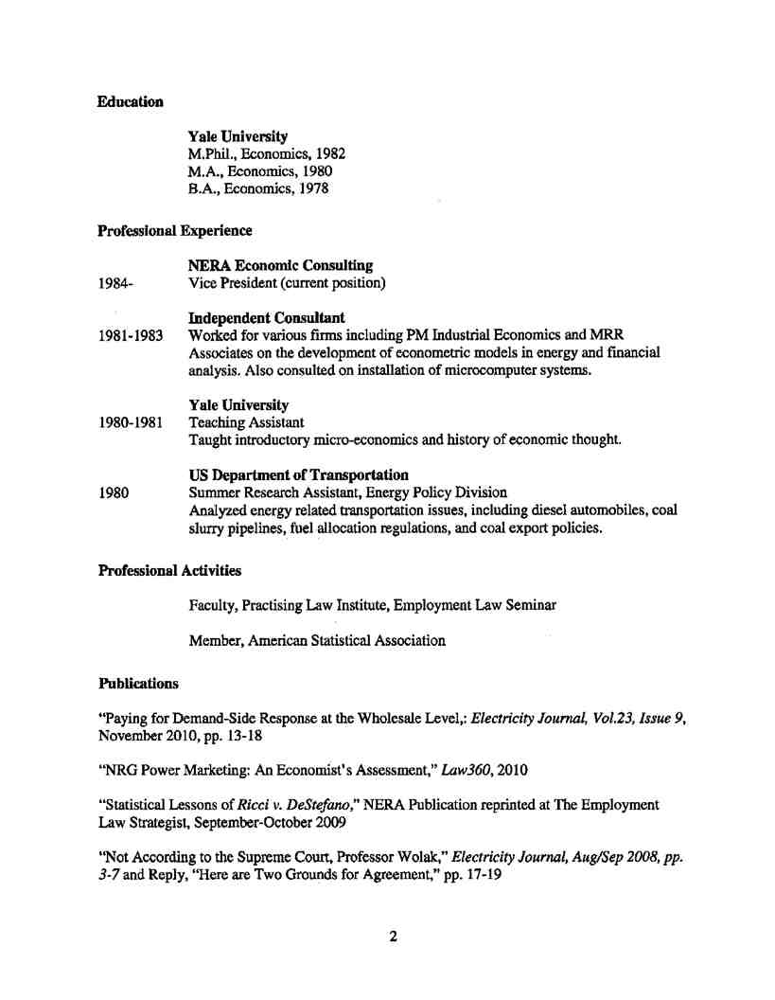 Education
Yale University
M.Phil., Economics, 1982
M.A., Economics, 1980
B.A., Economics, 1978
Professional Experience
NERA Economic Consulting
1984- Vice President (current position)
Independent Consultant
1981-1983 Worked for various firms including PM Industrial Economics and MRR
Associates on the development of econometric models in energy and financial
analysis. Also consulted on installation of microcomputer systems.
Yale University
1980-1981 Teaching Assistant
Taught introductory micro-economics and history of economic thought.
US Department of Transportation
1980 Summer Research Assistant, Energy Policy Division
Analyzed energy related transportation issues, including diesel automobiles, coal
slurry pipelines, fuel allocation regulations, and coal export policies.
Professional Activities
Faculty, Practising Law Institute, Employment Law Seminar
Member, American Statistical Association
Publications
“Paying for Demand-Side Response at the Wholesale Level,: Electricity Journal, Vol.23, Issue 9,
November 2010, pp. 13-18
“NRG Power Marketing: An Economist's Assessment,” Law360, 2010
“Statistical Lessons of Ricci v. DeStefano,” NERA Publication reprinted at The Employment
Law Strategist, September-October 2009
“Not According to the Supreme Court, Professor Wolak,” Electricity Journal, Aug/Sep 2008, pp.
3-7 and Reply, “Here are Two Grounds for Agreement,” pp. 17-19
2